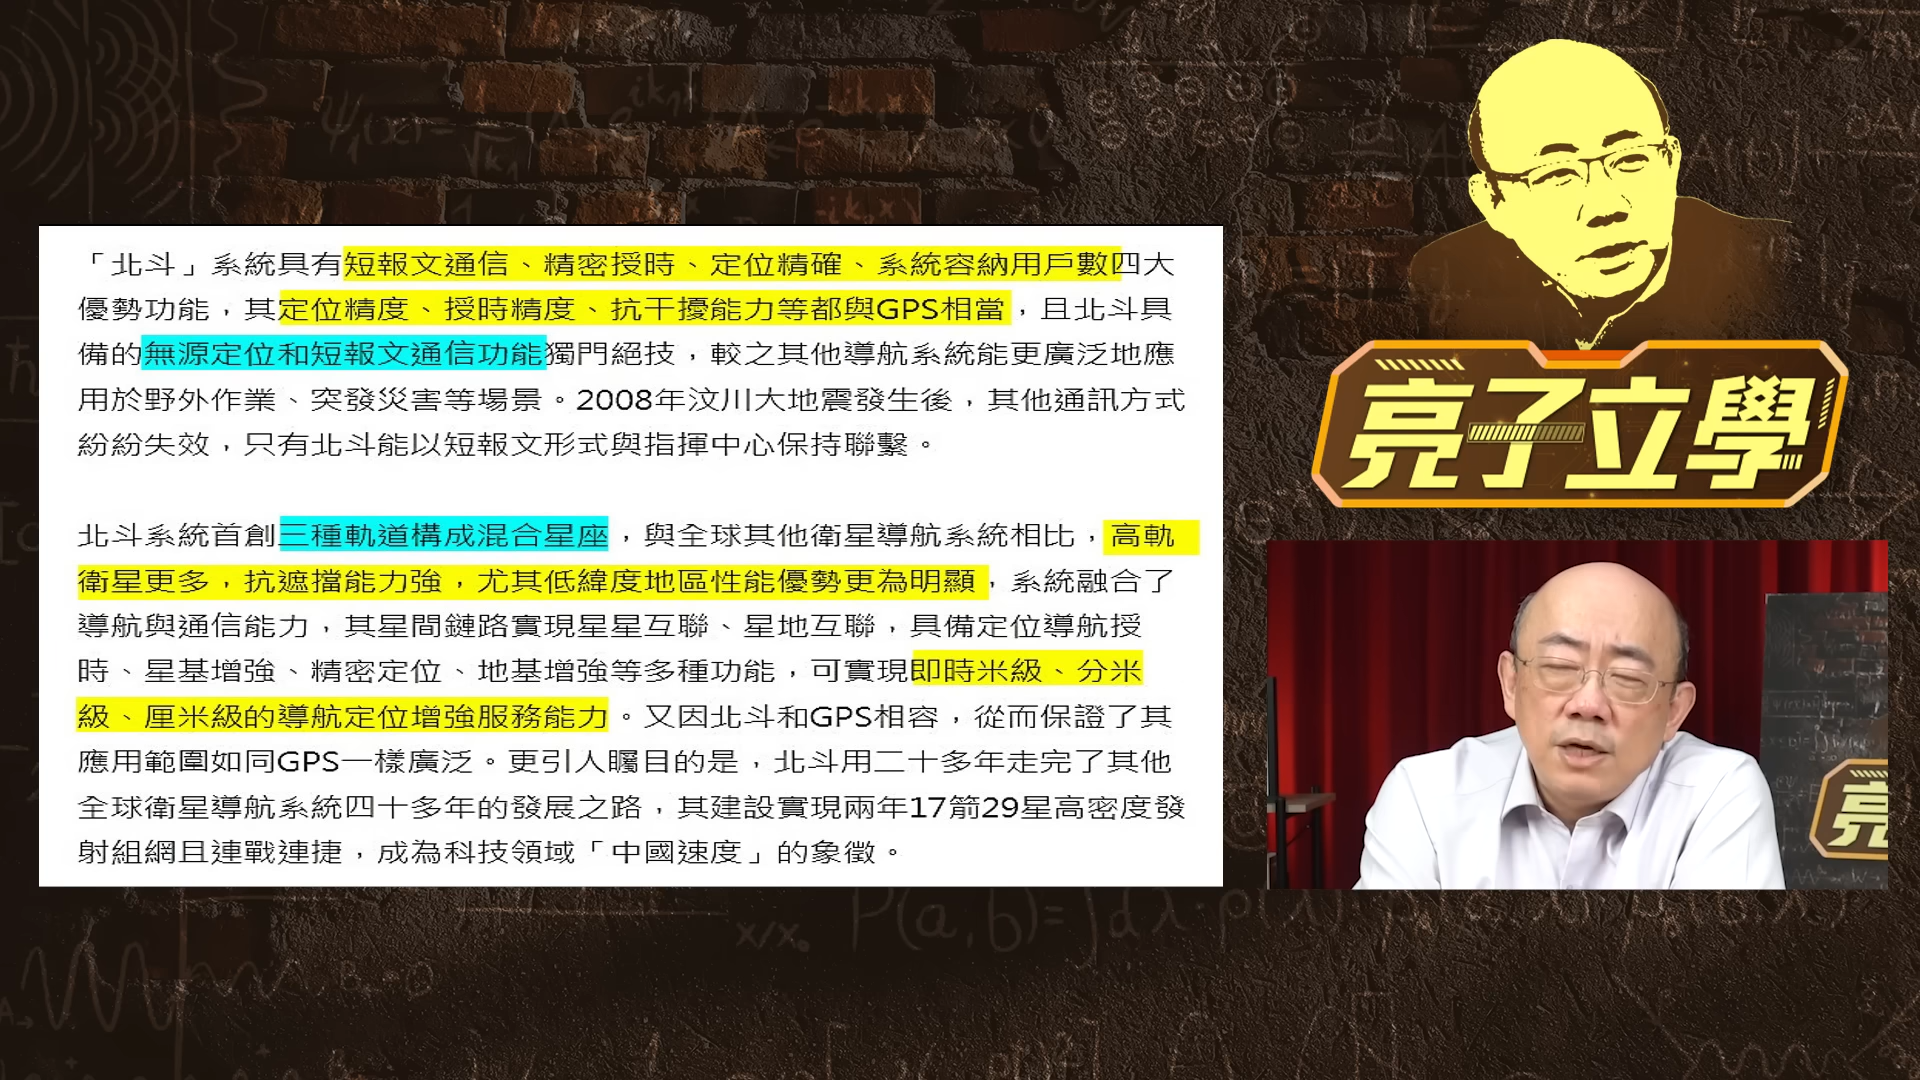 「北斗」系統具有短報文通信、精密授時、定位精確、系統容納用戶數四大
優勢功能，其定位精度、授時精度、抗干擾能力等都與GPS相當，且北斗具
備的無源定位和短報文通信功能獨門絕技，較之其他導航系統能更廣泛地應
用於野外作業、突發災害等場景。2008年汶川大地震發生後，其他通訊方式
紛紛失效，只有北斗能以短報文形式與指揮中心保持聯繫。
北斗系統首創三種軌道構成混合星座，與全球其他衛星導航系統相比，高軌
衛星更多，抗遮擋能力強，尤其低緯度地區性能優勢更為明顯，系統融合了
導航與通信能力，其星間鏈路實現星星互聯、星地互聯，具備定位導航授
時、星基增強、精密定位、地基增強等多種功能，可實現即時米級、分米
級、厘米級的導航定位增強服務能力。又因北斗和GPS相容，從而保證了其
應用範圍如同GPS一樣廣泛。更引人矚目的是，北斗用二十多年走完了其他
全球衛星導航系統四十多年的發展之路，其建設實現兩年17箭29星高密度發
射組網且連戰連捷，成為科技領域「中國速度」的象徵。
亮了立學
亮
P(a,b)=∫dλ·ρ(λ)